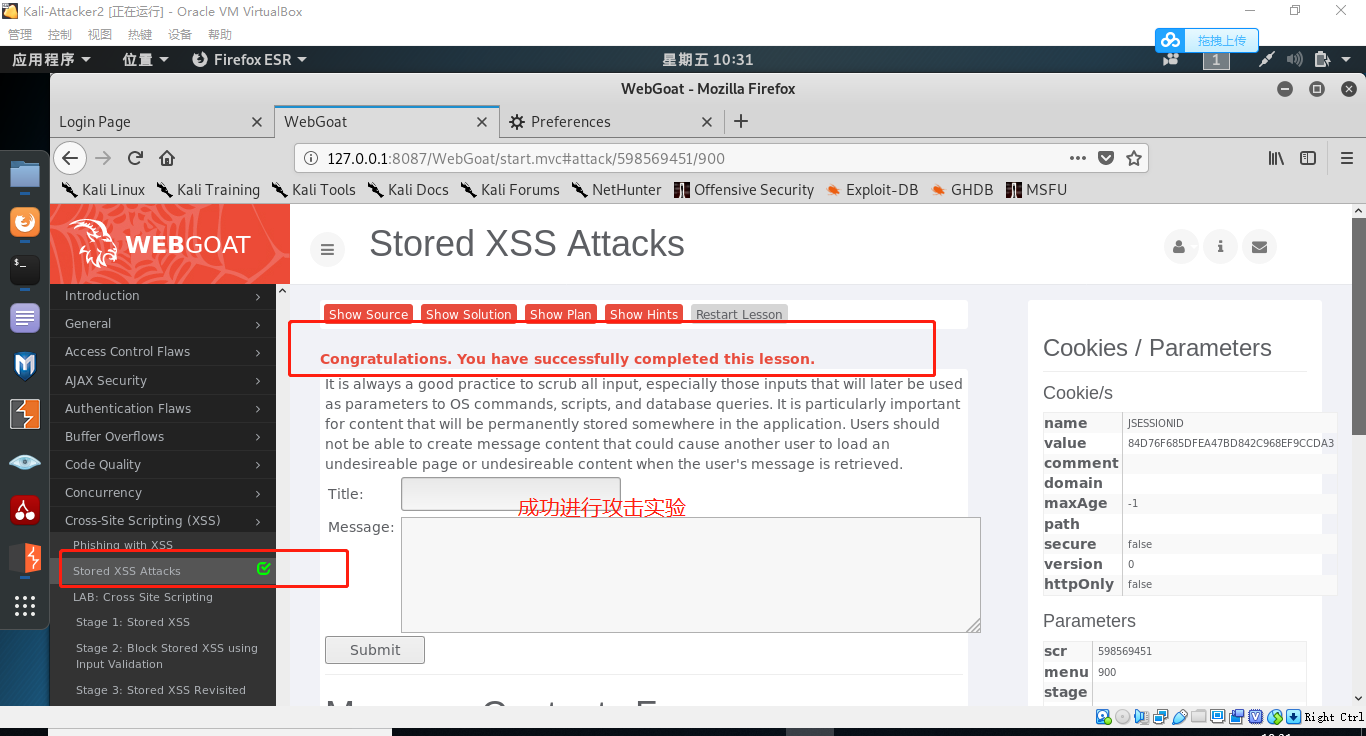 Kali-Attacker2 [正在运行] - Oracle VM VirtualBox
管理 控制 视图 热键 设备 帮助
拖拽上传
应用程序 位置 Firefox ESR 星期五 10:31 1
WebGoat - Mozilla Firefox
Login Page WebGoat Preferences
127.0.0.1:8087/WebGoat/start.mvc#attack/598569451/900
Kali Linux Kali Training Kali Tools Kali Docs Kali Forums NetHunter Offensive Security Exploit-DB GHDB MSFU
WEBGOAT
Introduction
General
Access Control Flaws
AJAX Security
Authentication Flaws
Buffer Overflows
Code Quality
Concurrency
Cross-Site Scripting (XSS)
Phishing with XSS
Stored XSS Attacks
LAB: Cross Site Scripting
Stage 1: Stored XSS
Stage 2: Block Stored XSS using
Input Validation
Stage 3: Stored XSS Revisited
Stored XSS Attacks
Show Source Show Solution Show Plan Show Hints Restart Lesson
Congratulations. You have successfully completed this lesson.
It is always a good practice to scrub all input, especially those inputs that will later be used
as parameters to OS commands, scripts, and database queries. It is particularly important
for content that will be permanently stored somewhere in the application. Users should
not be able to create message content that could cause another user to load an
undesireable page or undesireable content when the user's message is retrieved.
Title:
成功进行攻击实验
Message:
Submit
Cookies / Parameters
Cookie/s
name JSESSIONID
value 84D76F685DFEA47BD842C968EF9CCDA3
comment
domain
maxAge -1
path
secure false
version 0
httpOnly false
Parameters
scr 598569451
menu 900
stage
Right Ctrl